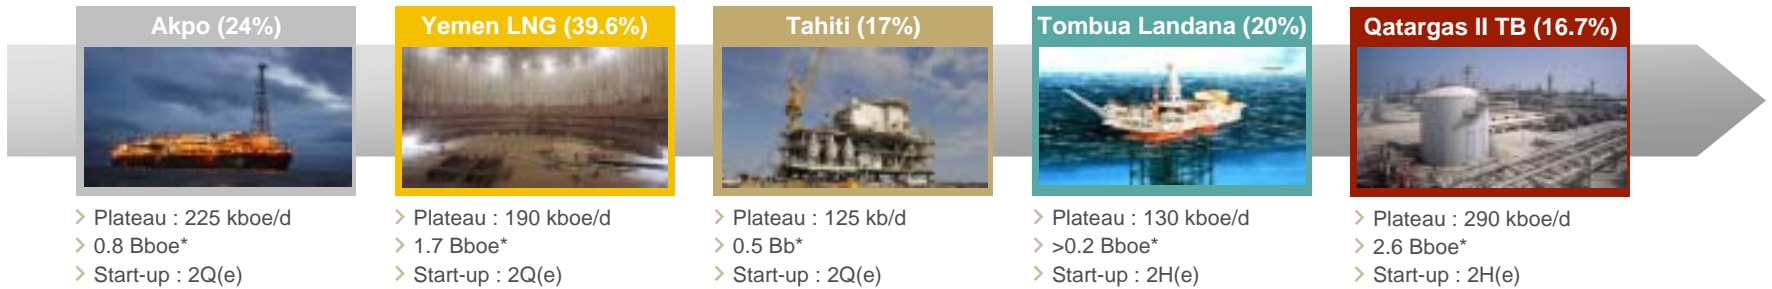 Akpo (24%)
Plateau : 225 kboe/d
0.8 Bboe*
Start-up : 2Q(e)
Yemen LNG (39.6%)
Plateau : 190 kboe/d
1.7 Bboe*
Start-up : 2Q(e)
Tahiti (17%)
Plateau : 125 kb/d
0.5 Bb*
Start-up : 2Q(e)
Tombua Landana (20%)
Plateau : 130 kboe/d
>0.2 Bboe*
Start-up : 2H(e)
Qatargas II TB (16.7%)
Plateau : 290 kboe/d
2.6 Bboe*
Start-up : 2H(e)